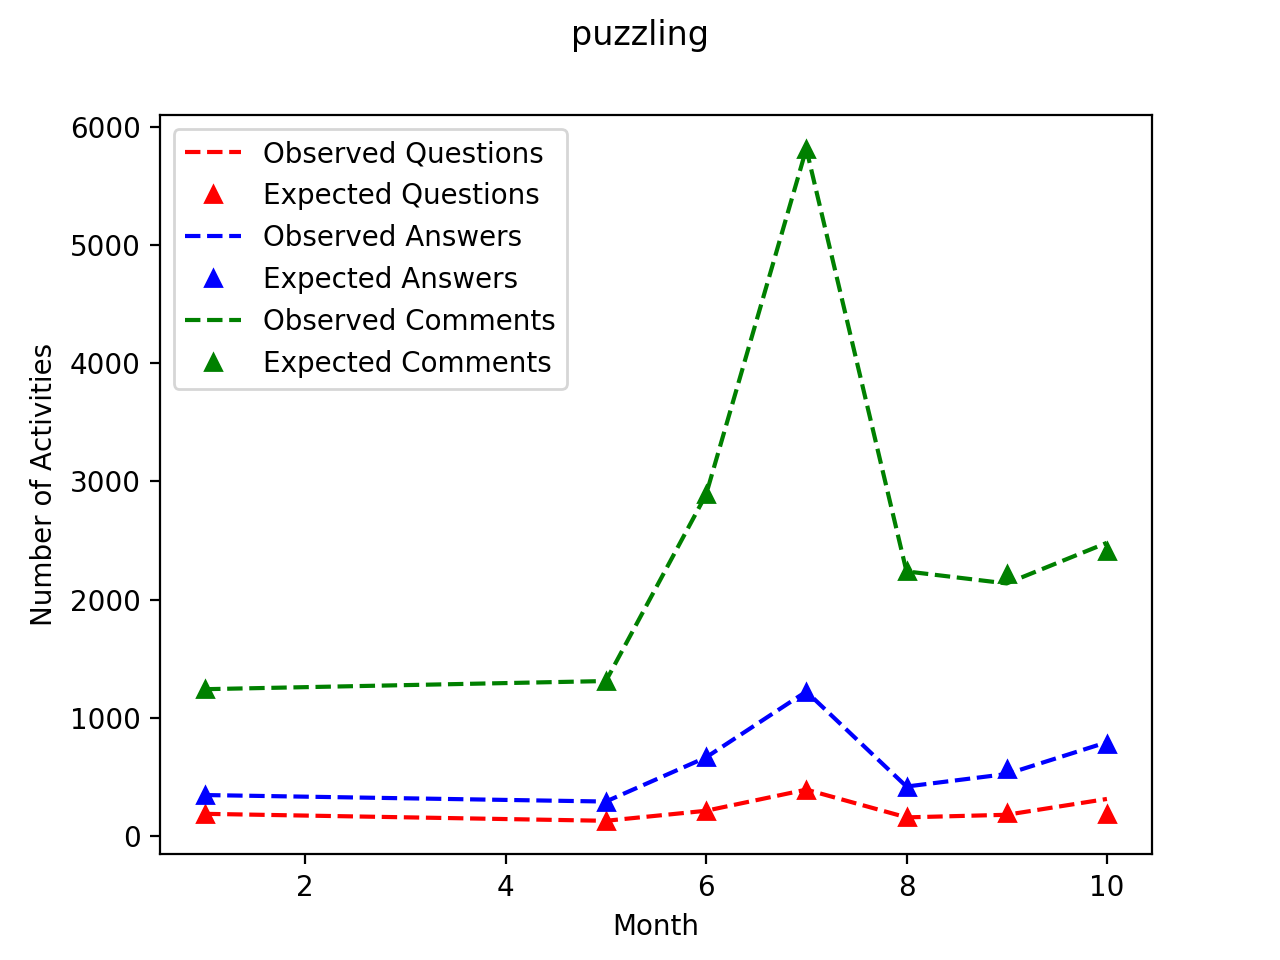 puzzling
6000
5000
4000
3000
2000
1000
0
Number of Activities
Observed Questions
Expected Questions
Observed Answers
Expected Answers
Observed Comments
Expected Comments
2 4 6 8 10
Month